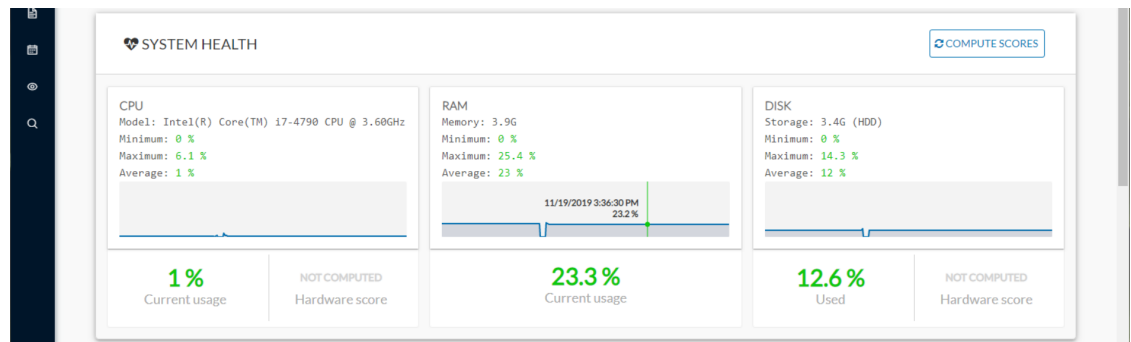 SYSTEM HEALTH
COMPUTE SCORES
CPU
Model: Intel(R) Core(TM) i7-4790 CPU @ 3.60GHz
Minimum: 0 %
Maximum: 6.1 %
Average: 1 %
1 %
Current usage
NOT COMPUTED
Hardware score
RAM
Memory: 3.9G
Minimum: 0 %
Maximum: 25.4 %
Average: 23 %
11/19/2019 3:36:30 PM
23.2 %
23.3 %
Current usage
DISK
Storage: 3.4G (HDD)
Minimum: 0 %
Maximum: 14.3 %
Average: 12 %
12.6 %
Used
NOT COMPUTED
Hardware score